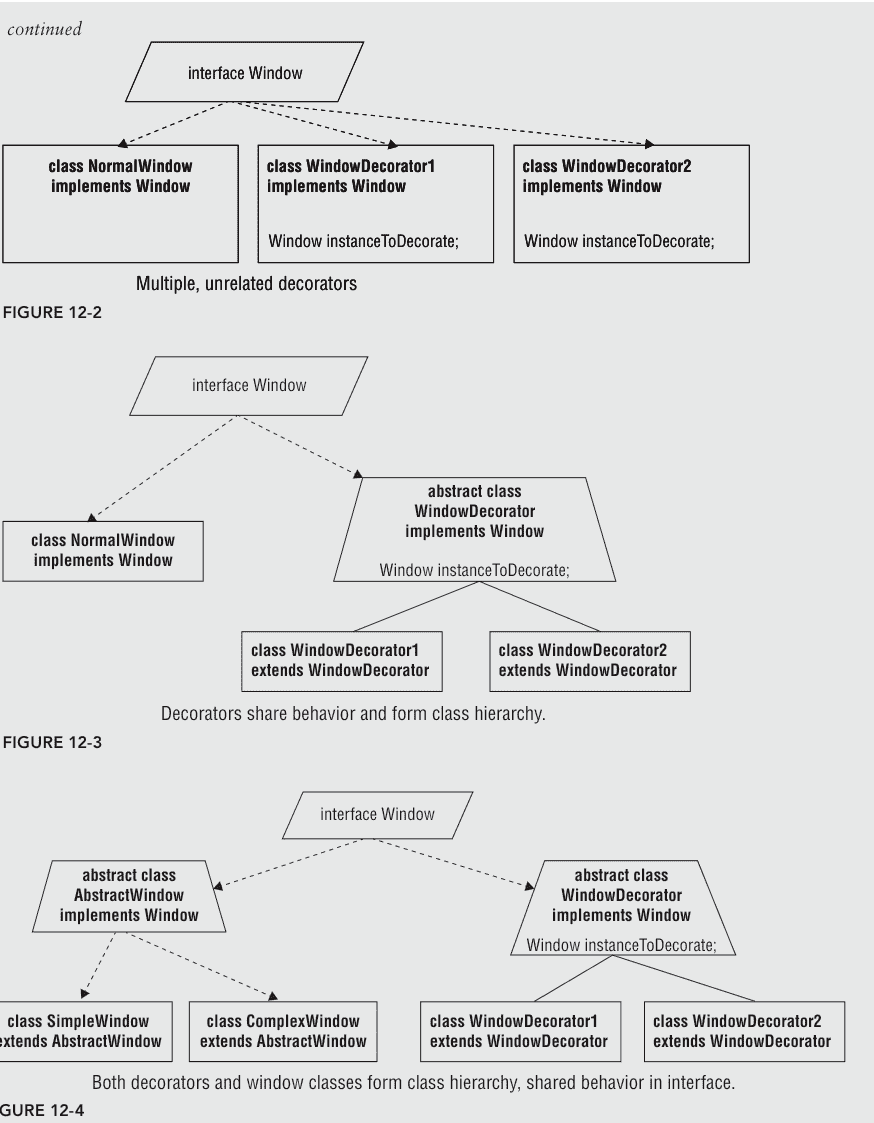 continued
interface Window
class NormalWindow
implements Window
class WindowDecorator1
implements Window
Window instanceToDecorate;
class WindowDecorator2
implements Window
Window instanceToDecorate;
Multiple, unrelated decorators
FIGURE 12-2
interface Window
abstract class
WindowDecorator
implements Window
Window instanceToDecorate;
class NormalWindow
implements Window
class WindowDecorator1
extends WindowDecorator
class WindowDecorator2
extends WindowDecorator
Decorators share behavior and form class hierarchy.
FIGURE 12-3
interface Window
abstract class
AbstractWindow
implements Window
abstract class
WindowDecorator
implements Window
Window instanceToDecorate;
class SimpleWindow
extends AbstractWindow
class ComplexWindow
extends AbstractWindow
class WindowDecorator1
extends WindowDecorator
class WindowDecorator2
extends WindowDecorator
Both decorators and window classes form class hierarchy, shared behavior in interface.
GURE 12-4